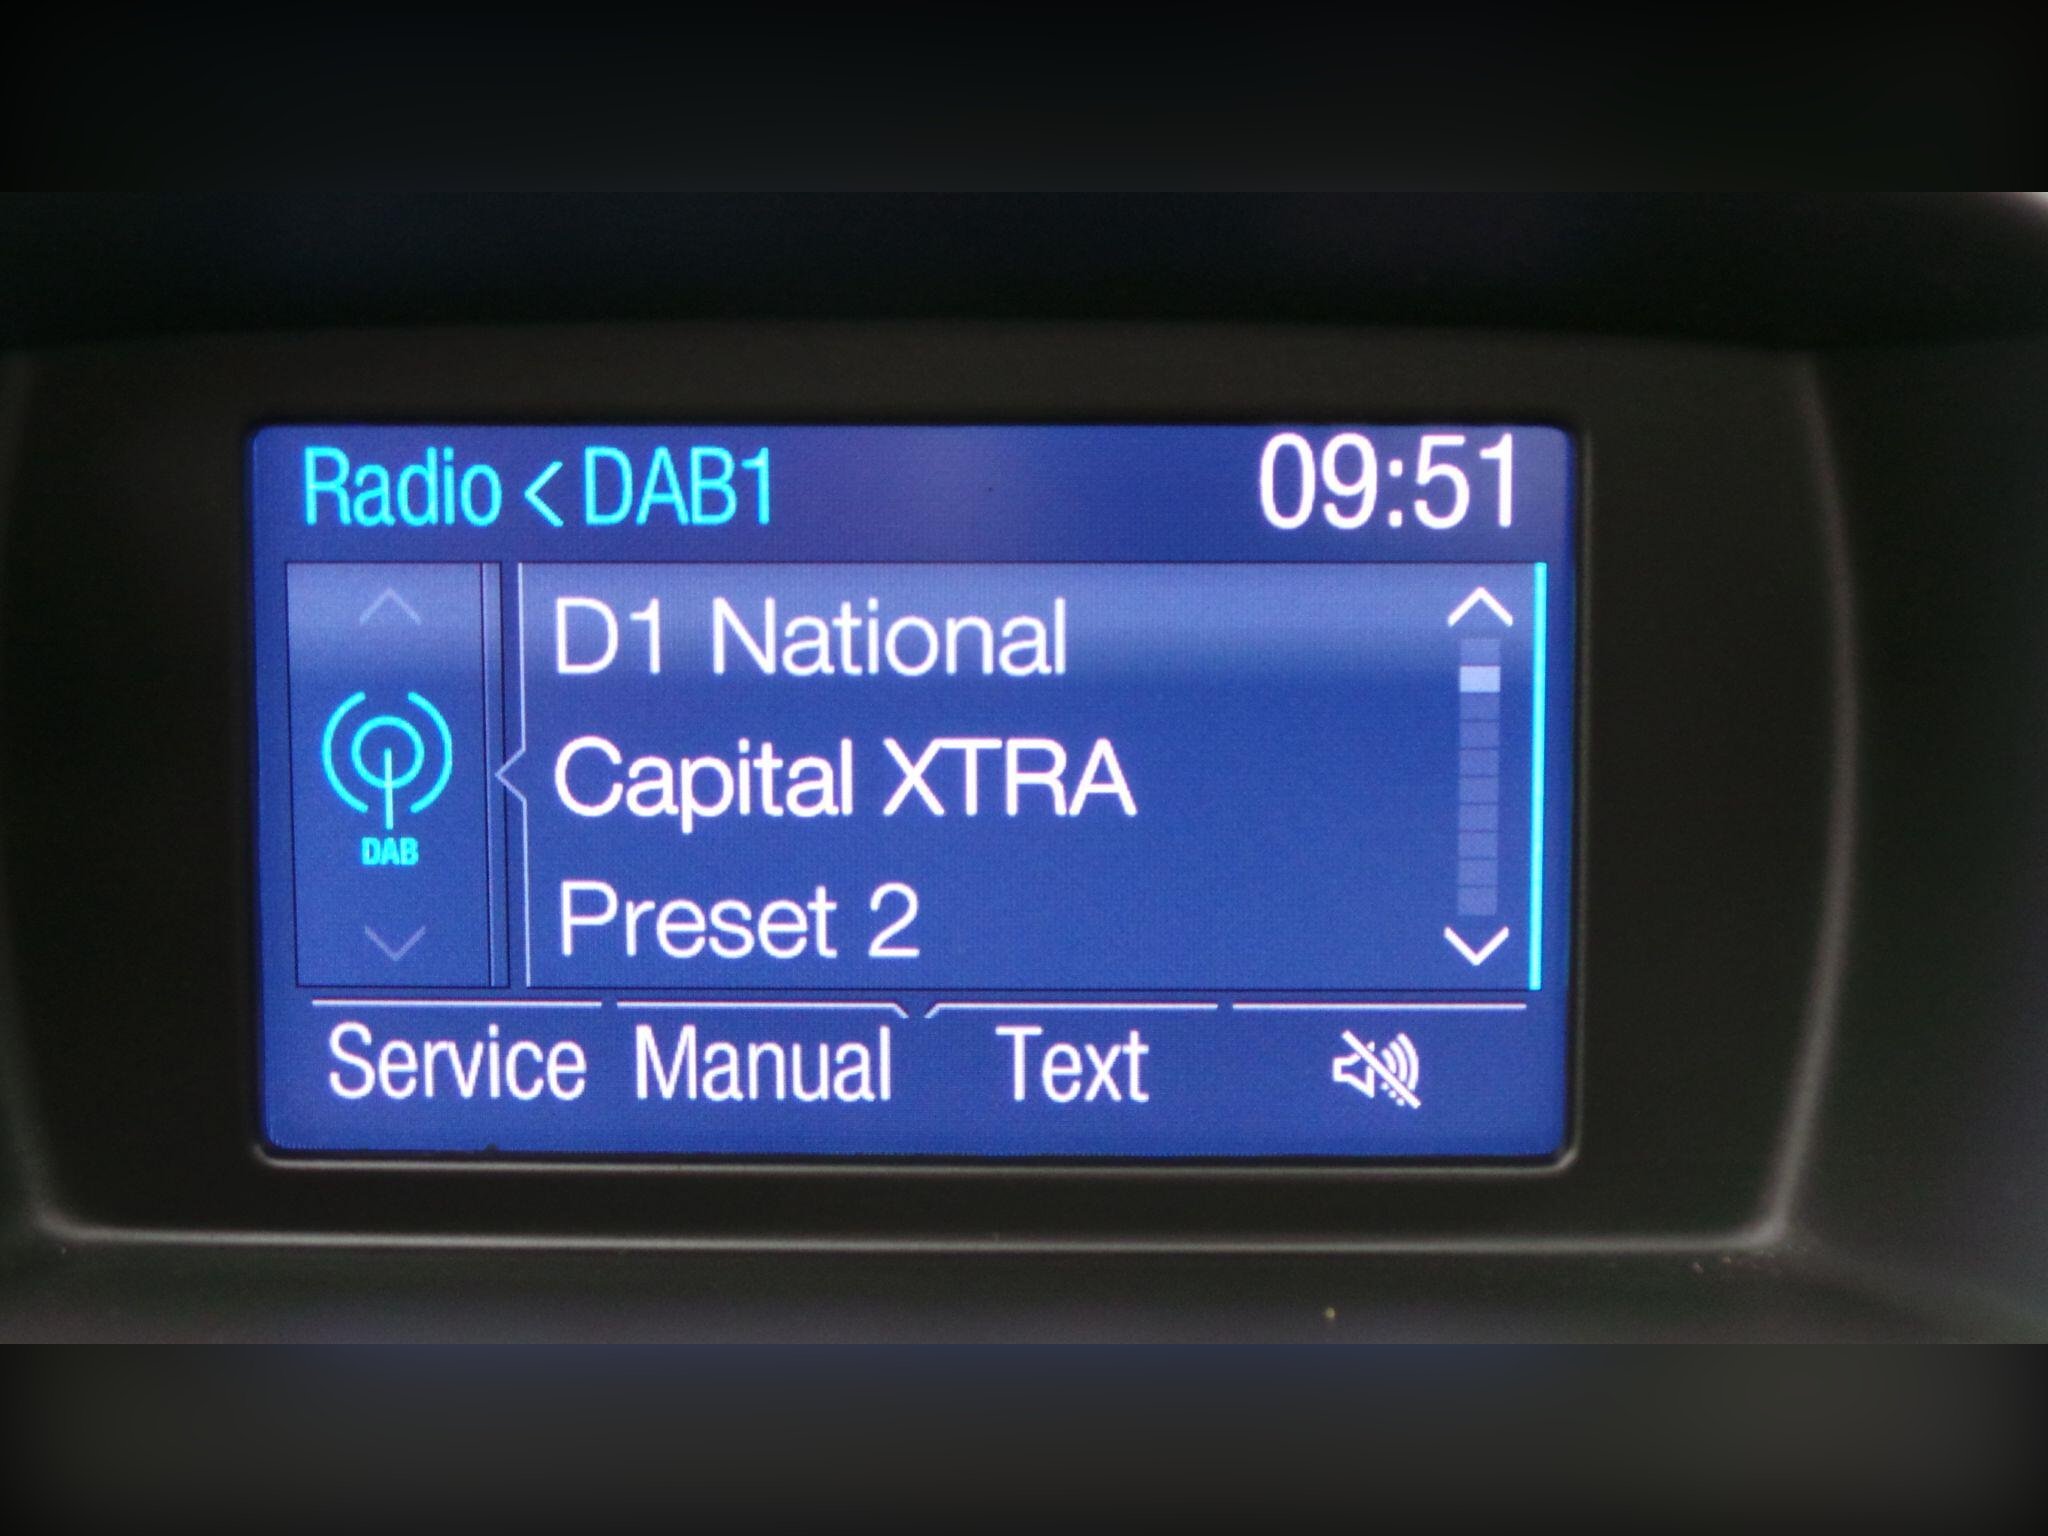 Radio < DAB1 09:51
D1 National
Capital XTRA
DAB
Preset 2
Service Manual Text